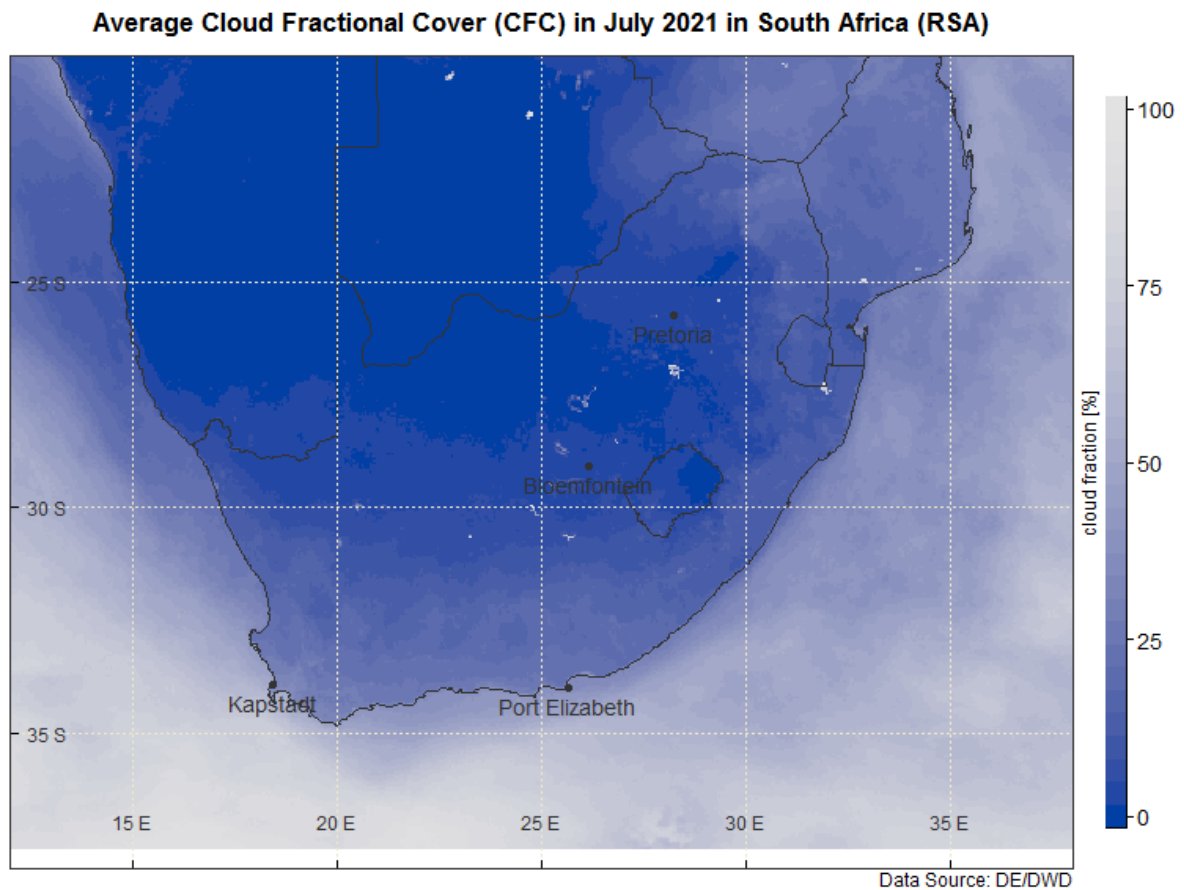 Average Cloud Fractional Cover (CFC) in July 2021 in South Africa (RSA)
100
75
50
25
0
cloud fraction [%]
25 S
30 S
35 S
Pretoria
Bloemfontein
Kapstadt
Port Elizabeth
15 E
20 E
25 E
30 E
35 E
Data Source: DE/DWD